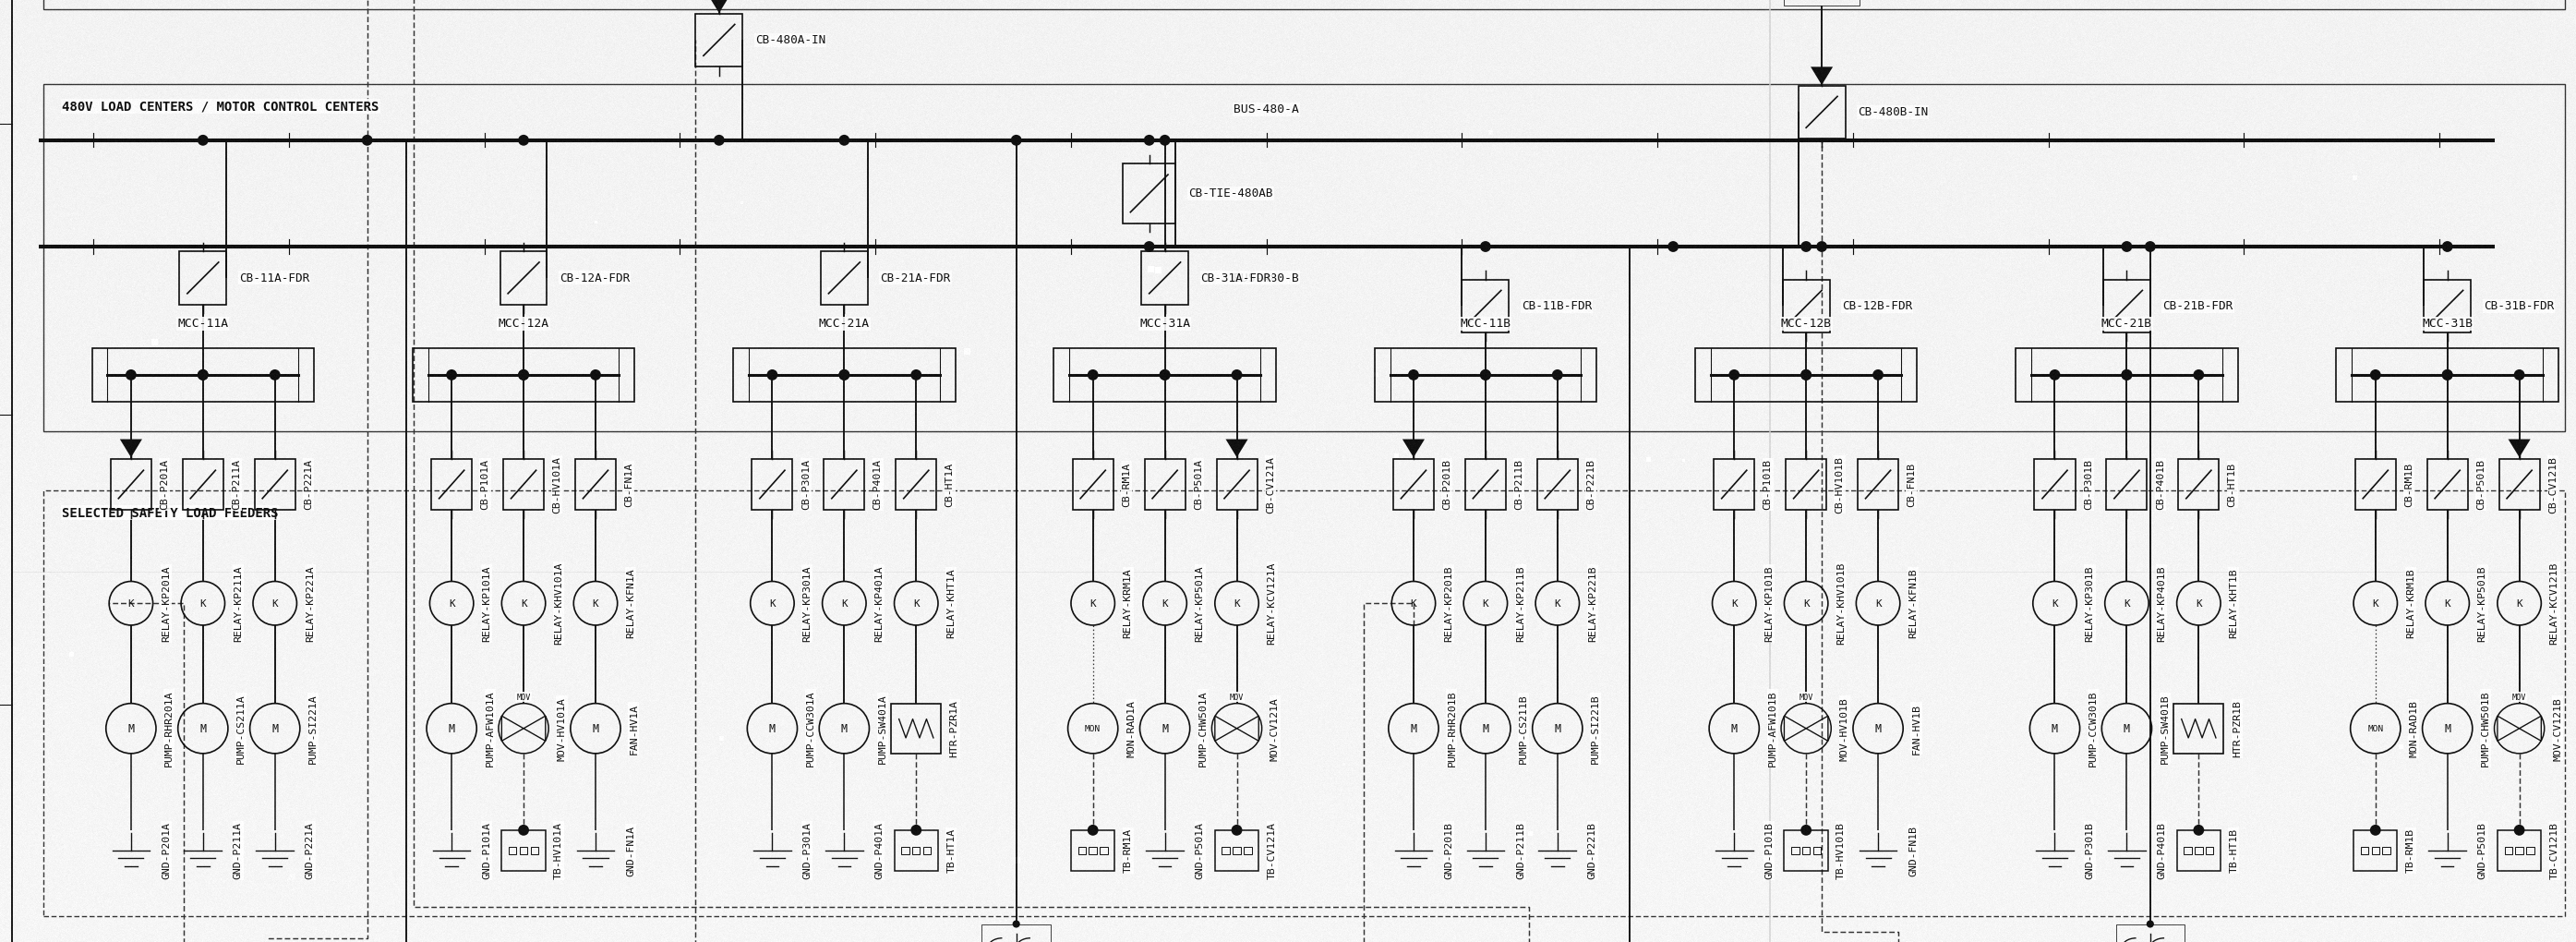 CB-480A-IN
480V LOAD CENTERS / MOTOR CONTROL CENTERS
BUS-480-A
CB-480B-IN
CB-TIE-480AB
CB-11A-FDR
CB-12A-FDR
CB-21A-FDR
CB-31A-FDR
80-B
CB-11B-FDR
CB-12B-FDR
CB-21B-FDR
CB-31B-FDR
MCC-11A
MCC-12A
MCC-21A
MCC-31A
MCC-11B
MCC-12B
MCC-21B
MCC-31B
CB-P201A
CB-P211A
CB-P221A
CB-P101A
CB-HV101A
CB-FN1A
CB-P301A
CB-P401A
CB-HT1A
CB-RM1A
CB-P501A
CB-CV121A
CB-P201B
CB-P211B
CB-P221B
CB-P101B
CB-HV101B
CB-FN1B
CB-P301B
CB-P401B
CB-HT1B
CB-RM1B
CB-P501B
CB-CV121B
SELECTED SAFETY LOAD FEEDERS
K
RELAY-KP201A
K
RELAY-KP211A
K
RELAY-KP221A
K
RELAY-KP101A
K
RELAY-KHV101A
K
RELAY-KFN1A
K
RELAY-KP301A
K
RELAY-KP401A
K
RELAY-KHT1A
K
RELAY-KRM1A
K
RELAY-KP501A
K
RELAY-KCV121A
K
RELAY-KP201B
K
RELAY-KP211B
K
RELAY-KP221B
K
RELAY-KP101B
K
RELAY-KHV101B
K
RELAY-KFN1B
K
RELAY-KP301B
K
RELAY-KP401B
K
RELAY-KHT1B
K
RELAY-KRM1B
K
RELAY-KP501B
K
RELAY-KCV121B
M
PUMP-RHR201A
M
PUMP-CS211A
M
PUMP-SI221A
M
PUMP-AFW101A
MOV
MOV-HV101A
M
FAN-HV1A
M
PUMP-CCW301A
M
PUMP-SW401A
HTR-PZR1A
MON
MON-RAD1A
M
PUMP-CHW501A
MOV
MOV-CV121A
M
PUMP-RHR201B
M
PUMP-CS211B
M
PUMP-SI221B
M
PUMP-AFW101B
MOV
MOV-HV101B
M
FAN-HV1B
M
PUMP-CCW301B
M
PUMP-SW401B
HTR-PZR1B
MON
MON-RAD1B
M
PUMP-CHW501B
MOV
MOV-CV121B
GND-P201A
GND-P211A
GND-P221A
GND-P101A
TB-HV101A
GND-FN1A
GND-P301A
GND-P401A
TB-HT1A
TB-RM1A
GND-P501A
TB-CV121A
GND-P201B
GND-P211B
GND-P221B
GND-P101B
TB-HV101B
GND-FN1B
GND-P301B
GND-P401B
TB-HT1B
TB-RM1B
GND-P501B
TB-CV121B